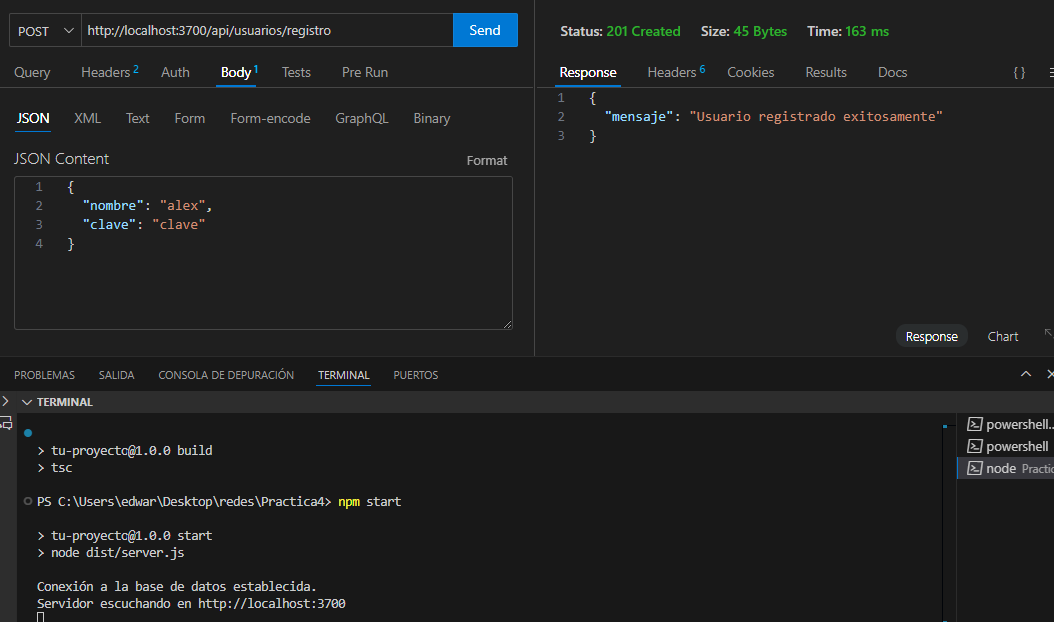 POST http://localhost:3700/api/usuarios/registro Send
Query Headers 2 Auth Body 1 Tests Pre Run
JSON XML Text Form Form-encode GraphQL Binary
JSON Content Format
1 {
2 "nombre": "alex",
3 "clave": "clave"
4 }
Status: 201 Created Size: 45 Bytes Time: 163 ms
Response Headers 6 Cookies Results Docs { }
1 {
2 "mensaje": "Usuario registrado exitosamente"
3 }
Response Chart
PROBLEMAS SALIDA CONSOLA DE DEPURACIÓN TERMINAL PUERTOS
TERMINAL
> tu-proyecto@1.0.0 build
> tsc
PS C:\Users\edwar\Desktop\redes\Practica4> npm start
> tu-proyecto@1.0.0 start
> node dist/server.js
Conexión a la base de datos establecida.
Servidor escuchando en http://localhost:3700
powershell...
powershell
node Practic